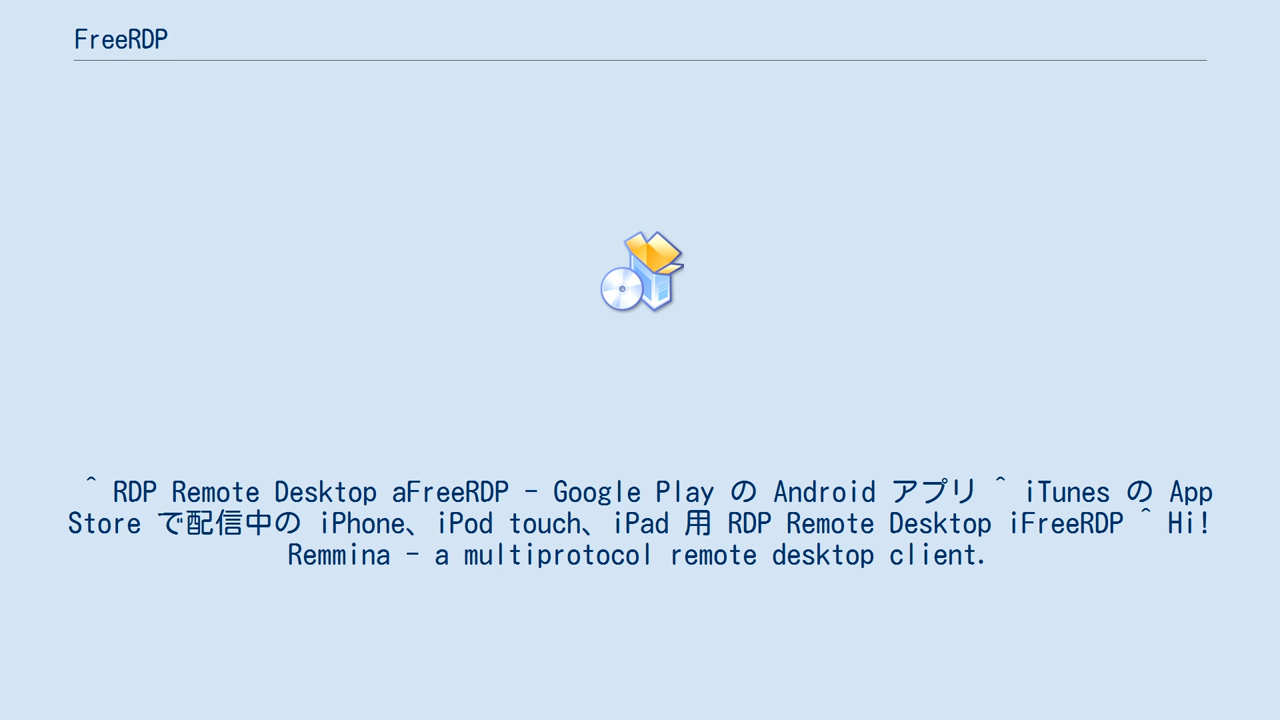 FreeRDP
^ RDP Remote Desktop aFreeRDP - Google Play の Android アプリ ^ iTunes の App
Store で配信中の iPhone、iPod touch、iPad 用 RDP Remote Desktop iFreeRDP ^ Hi!
Remmina - a multiprotocol remote desktop client.